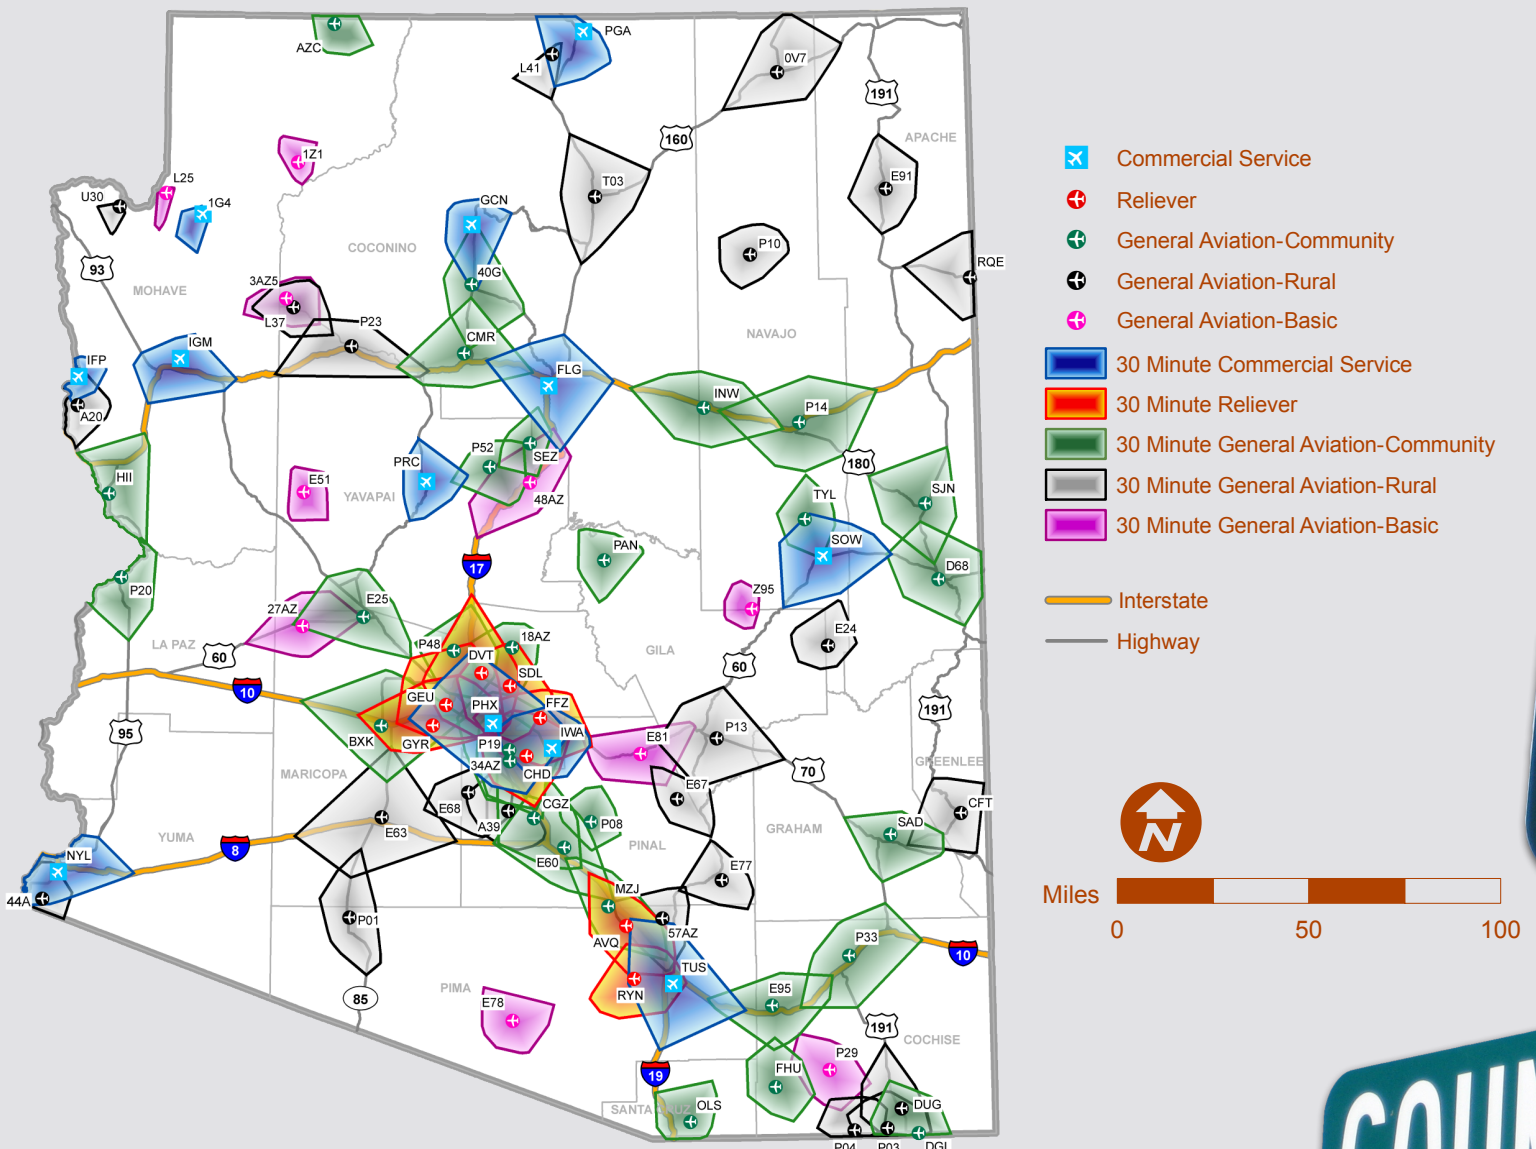 AZC
PGA
L41
0V7
191
160
APACHE
1Z1
L25
U30
1G4
GCN
T03
E91
COCONINO
P10
RQE
93
MOHAVE
3AZ5
40G
L37
P23
NAVAJO
IGM
CMR
IFP
FLG
A20
INW
P14
P52
SEZ
180
PRC
HII
E51
YAVAPAI
48AZ
TYL
SJN
SOW
PAN
17
D68
P20
Z95
27AZ
E25
E24
LA PAZ
60
P48
18AZ
GILA
DVT
60
SDL
10
GEU
PHX
FFZ
191
95
BXK
GYR
P19
IWA
E81
P13
34AZ
CHD
MARICOPA
70
GREENLEE
E67
E68
CGZ
CFT
E63
A39
P08
GRAHAM
SAD
YUMA
8
PINAL
E60
NYL
E77
44A
MZJ
P01
57AZ
AVQ
P33
10
TUS
PIMA
RYN
E95
85
E78
191
COCHISE
P29
19
FHU
SANTA CRUZ
OLS
DUG
P04
P03
DGL
Commercial Service
Reliever
General Aviation-Community
General Aviation-Rural
General Aviation-Basic
30 Minute Commercial Service
30 Minute Reliever
30 Minute General Aviation-Community
30 Minute General Aviation-Rural
30 Minute General Aviation-Basic
Interstate
Highway
N
Miles
0
50
100